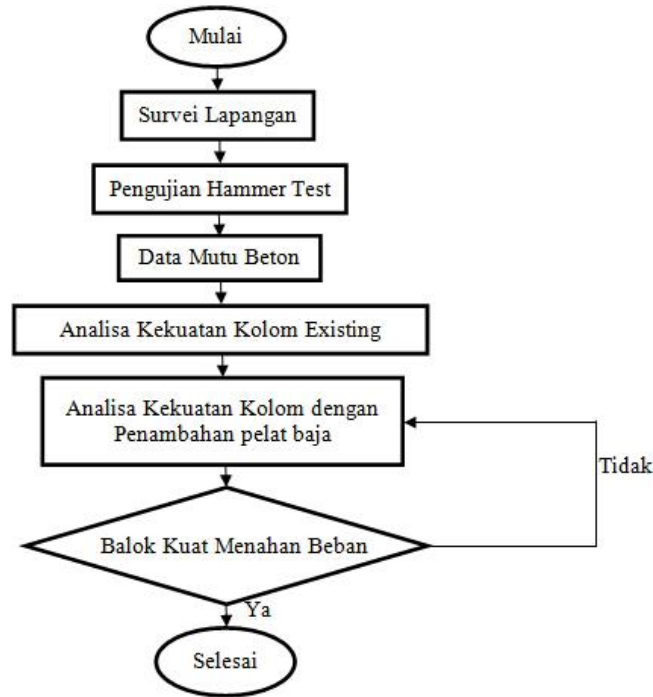 Mulai
Survei Lapangan
Pengujian Hammer Test
Data Mutu Beton
Analisa Kekuatan Kolom Existing
Analisa Kekuatan Kolom dengan
Penambahan pelat baja
Tidak
Balok Kuat Menahan Beban
Ya
Selesai